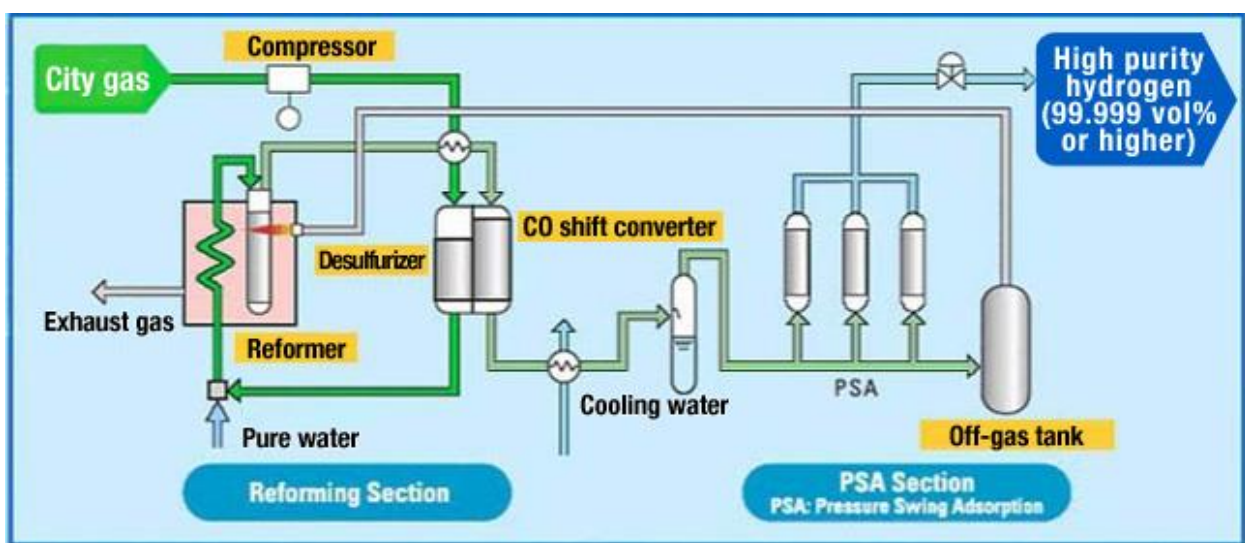 Compressor
City gas
High purity
hydrogen
(99.999 vol%
or higher)
CO shift converter
Desulfurizer
Exhaust gas
Reformer
Cooling water
PSA
Pure water
Off-gas tank
Reforming Section
PSA Section
PSA: Pressure Swing Adsorption